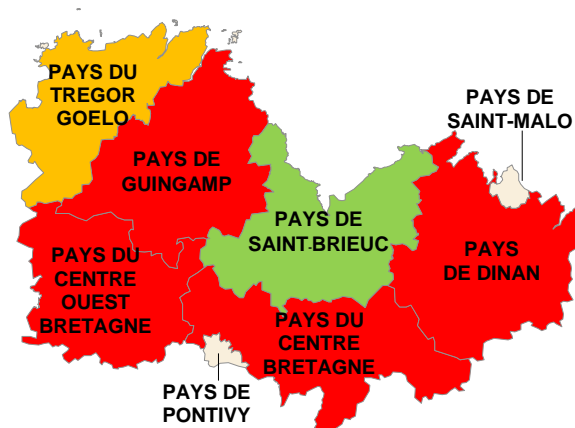 PAYS DU
TREGOR
GOELO
PAYS DE
SAINT-MALO
PAYS DE
GUINGAMP
PAYS DE
SAINT-BRIEUC
PAYS
DE DINAN
PAYS DU
CENTRE
OUEST
BRETAGNE
PAYS DU
CENTRE
BRETAGNE
PAYS DE
PONTIVY